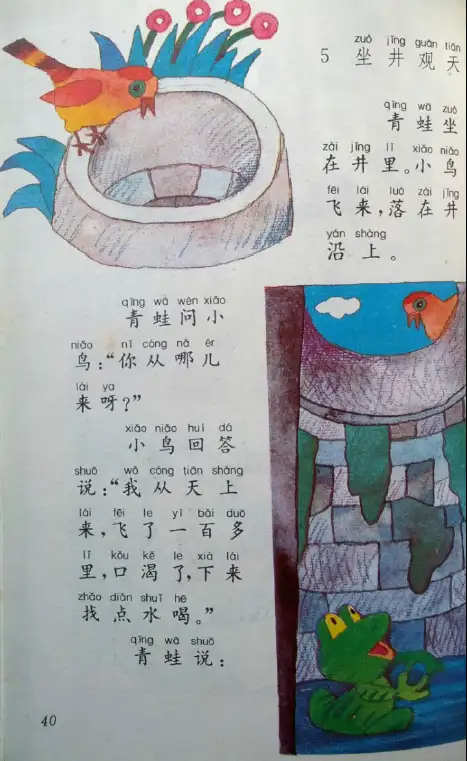 zuò jǐng guān tiān
5 坐井观天
qīng wā zuò
青蛙坐
zài jǐng lǐ xiǎo niǎo
在井里。小鸟
fēi lái luò zài jǐng
飞来,落在井
yán shàng
沿上。
qīng wā wèn xiǎo
青蛙问小
niǎo nǐ cóng nǎ ér
鸟:“你从哪儿
lái ya
来呀?”
xiǎo niǎo huí dá
小鸟回答
shuō wǒ cóng tiān shàng
说:“我从天上
lái fēi le yì bǎi duō
来,飞了一百多
lǐ kǒu kě le xià lái
里,口渴了,下来
zhǎo diǎn shuǐ hē
找点水喝。”
qīng wā shuō
青蛙说:
40